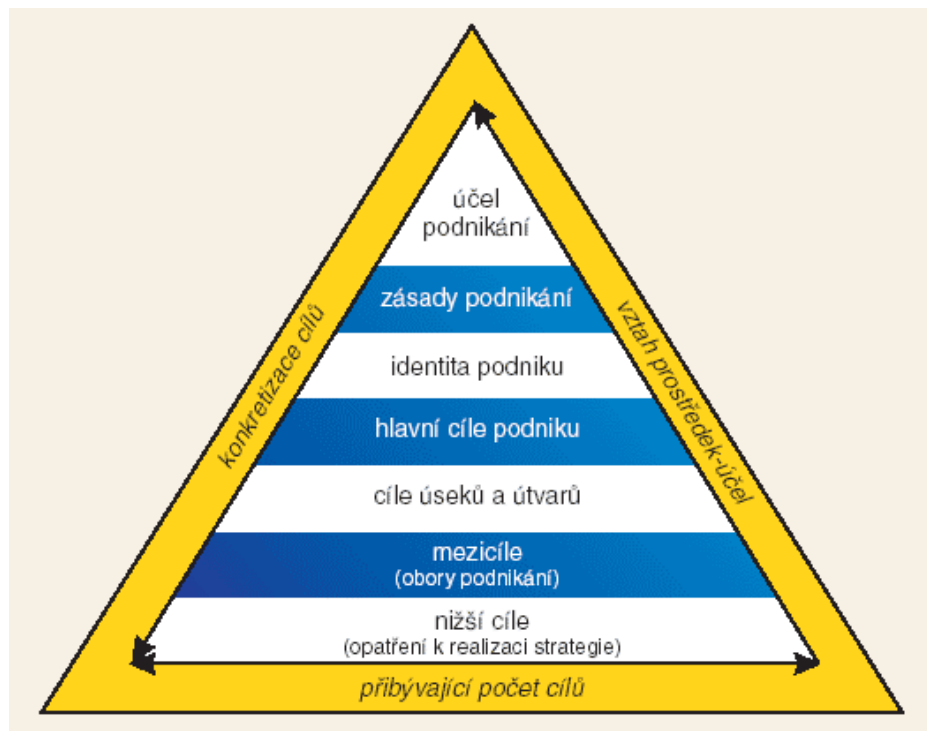 účel
podnikání
zásady podnikání
identita podniku
hlavní cíle podniku
cíle úseků a útvarů
mezicíle
(obory podnikání)
nižší cíle
(opatření k realizaci strategie)
konkretizace cílů
vztah prostředek-účel
přibývající počet cílů